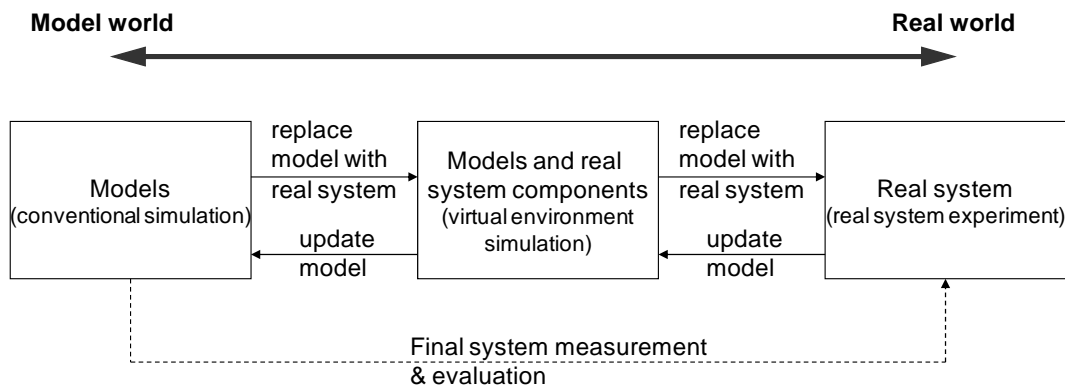 Model world
Real world
replace
model with
real system
replace
model with
real system
Models
(conventional simulation)
Models and real
system components
(virtual environment
simulation)
Real system
(real system experiment)
update
model
update
model
Final system measurement
& evaluation